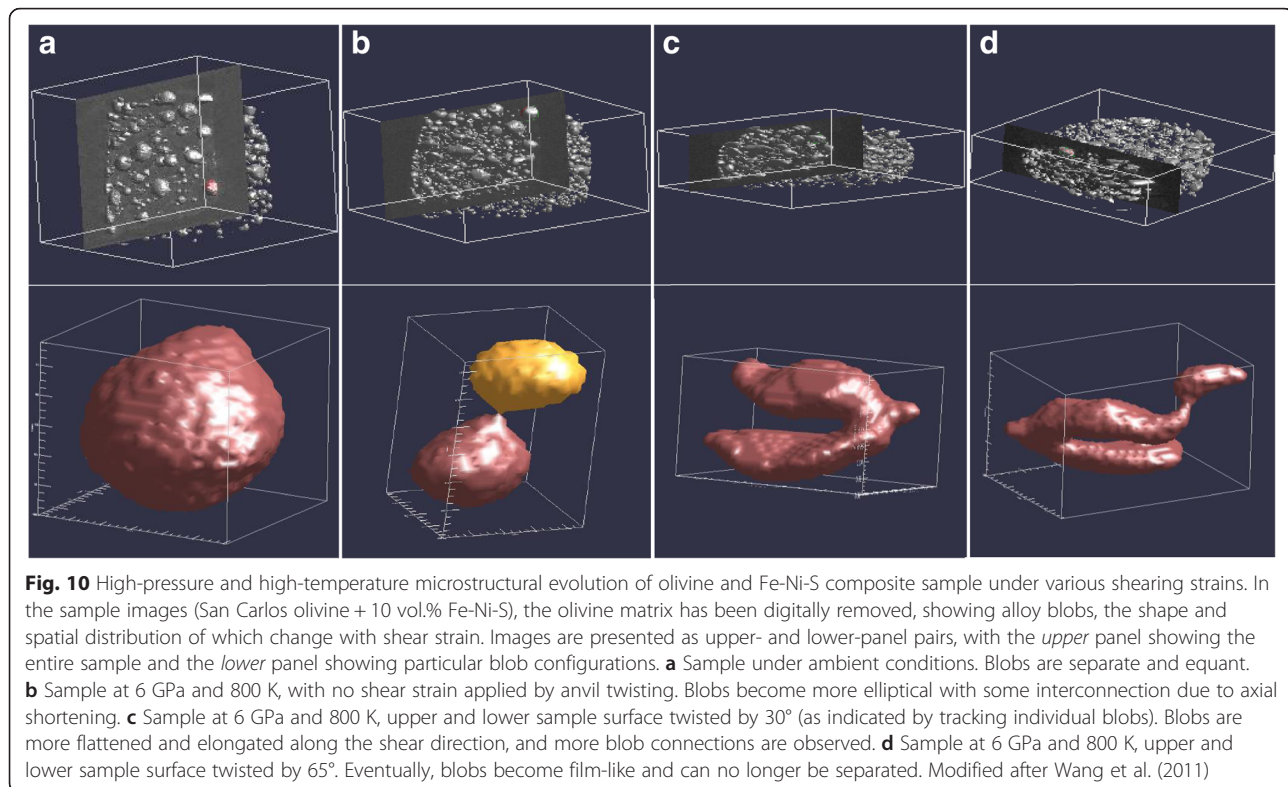 a
b
c
d
Fig. 10 High-pressure and high-temperature microstructural evolution of olivine and Fe-Ni-S composite sample under various shearing strains. In
the sample images (San Carlos olivine + 10 vol.% Fe-Ni-S), the olivine matrix has been digitally removed, showing alloy blobs, the shape and
spatial distribution of which change with shear strain. Images are presented as upper- and lower-panel pairs, with the upper panel showing the
entire sample and the lower panel showing particular blob configurations. a Sample under ambient conditions. Blobs are separate and equant.
b Sample at 6 GPa and 800 K, with no shear strain applied by anvil twisting. Blobs become more elliptical with some interconnection due to axial
shortening. c Sample at 6 GPa and 800 K, upper and lower sample surface twisted by 30° (as indicated by tracking individual blobs). Blobs are
more flattened and elongated along the shear direction, and more blob connections are observed. d Sample at 6 GPa and 800 K, upper and
lower sample surface twisted by 65°. Eventually, blobs become film-like and can no longer be separated. Modified after Wang et al. (2011)